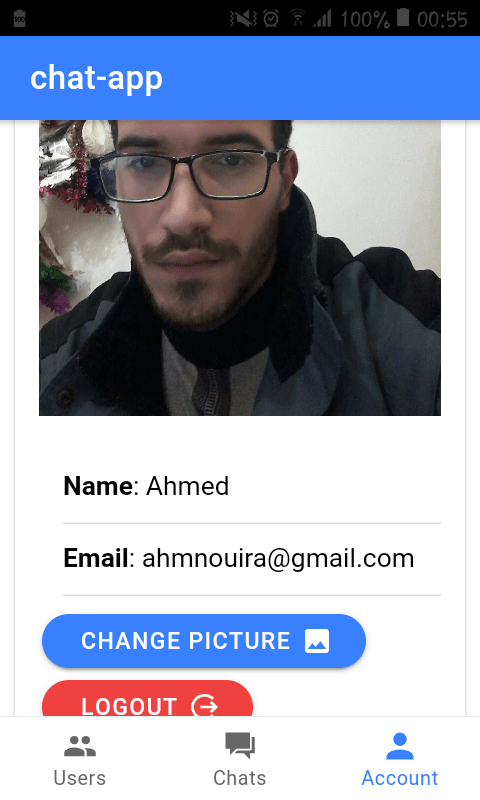 100% 00:55
chat-app
Name: Ahmed
Email: ahmnouira@gmail.com
CHANGE PICTURE
LOGOUT
Users Chats Account